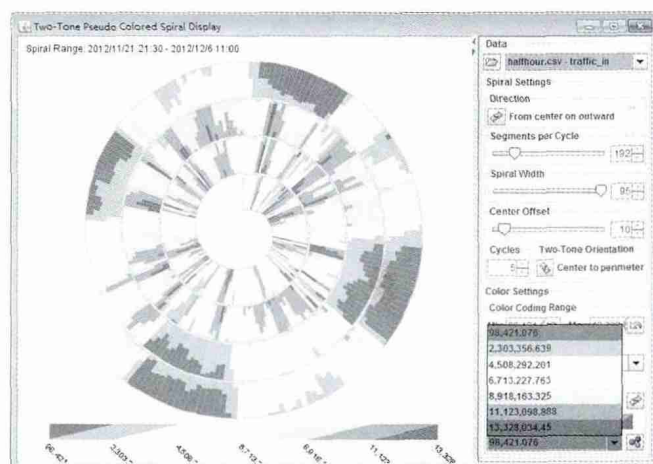 Two-Tone Pseudo Colored Spiral Display
Spiral Range: 2012/11/21 21:30 - 2012/12/6 11:00
Data
halfhour.csv - traffic_in
Spiral Settings
Direction
From center on outward
Segments per Cycle
192
Spiral Width
95
Center Offset
10
Cycles Two-Tone Orientation
5 Center to perimeter
Color Settings
Color Coding Range
98,421.076
2,303,356.639
4,508,292.201
6,713,227.763
8,918,163.325
11,123,098.888
13,328,034.45
98,421.076